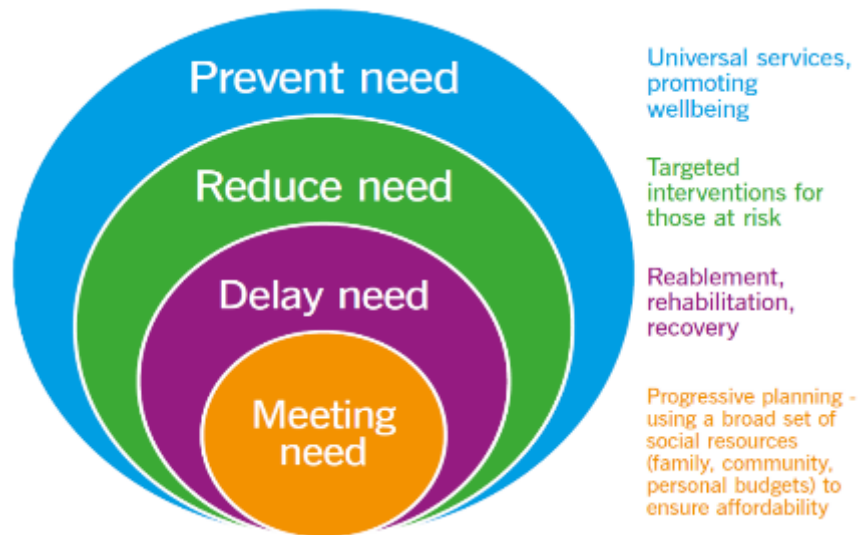 Prevent need
Universal services,
promoting
wellbeing
Reduce need
Targeted
interventions for
those at risk
Delay need
Reablement,
rehabilitation,
recovery
Meeting
need
Progressive planning -
using a broad set of
social resources
(family, community,
personal budgets) to
ensure affordability